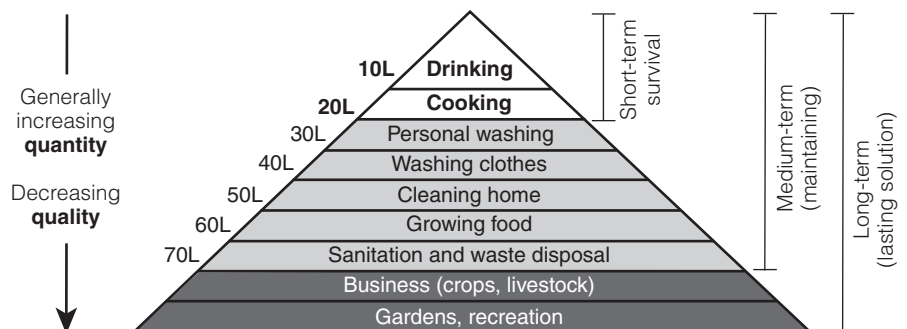 Generally
increasing
quantity
Decreasing
quality
10L Drinking
20L Cooking
30L Personal washing
40L Washing clothes
50L Cleaning home
60L Growing food
70L Sanitation and waste disposal
Business (crops, livestock)
Gardens, recreation
Short-term
survival
Medium-term
(maintaining)
Long-term
(lasting solution)